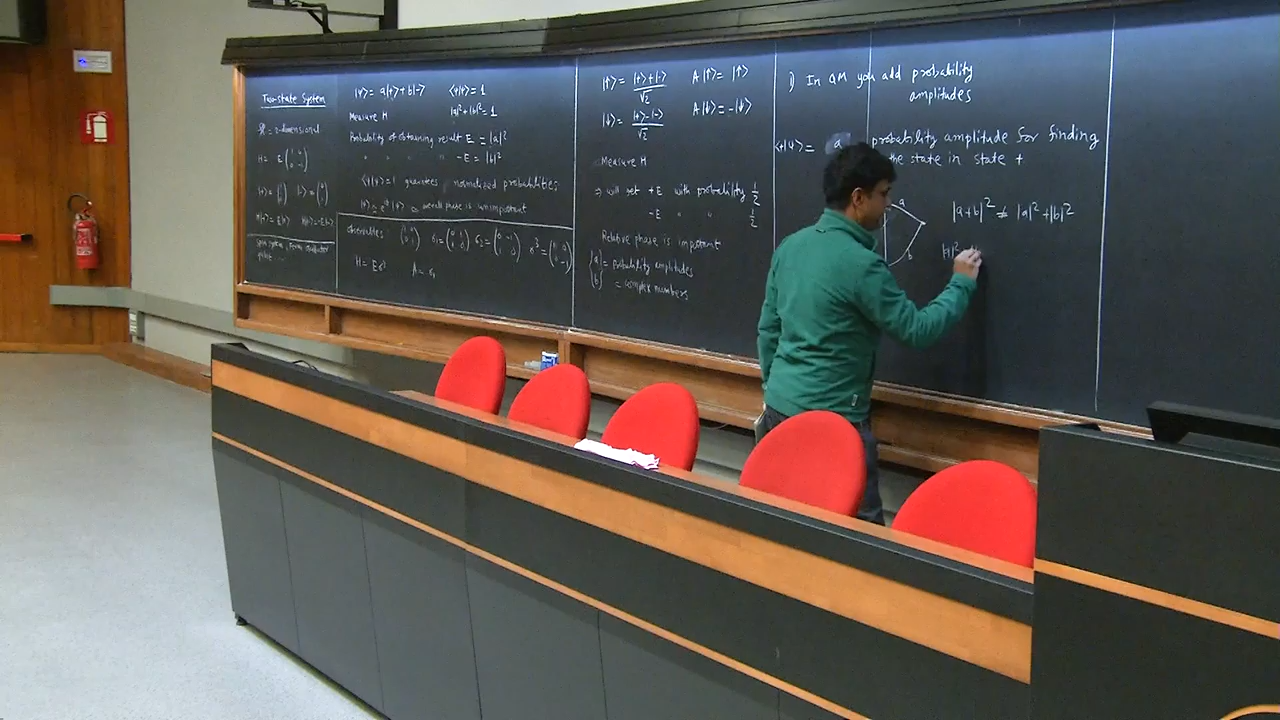 Two-state System
H = E
|ψ> = a|+> + b|->
<ψ|ψ> = 1
Measure H
|a|²+|b|² = 1
Probability of obtaining result E = |a|²
" " " " -E = |b|²
<ψ|ψ> = 1 guarantees normalized probabilities
overall phase is unimportant
observables
H = Eσ³
A = σ₁
|↑> = |+>+|-> / √2
A|↑> = |↑>
|↓> = |+>-|-> / √2
A|↓> = -|↓>
Measure H
⇒ will get +E with probability 1/2
-E " " 1/2
Relative phase is important
(a b) = Probability amplitudes
= complex numbers
1) In QM you add probability
amplitudes
<+|ψ> = a
probability amplitude for finding
the state in state +
a
b
|a+b|² ≠ |a|²+|b|²